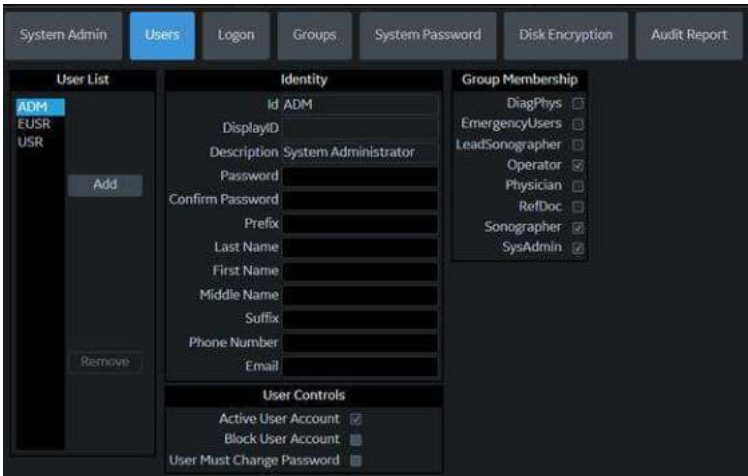 System Admin Users Logon Groups System Password Disk Encryption Audit Report
User List
ADM
EUSR
USR
Add
Remove
Identity
Id ADM
DisplayID
Description System Administrator
Password
Confirm Password
Prefix
Last Name
First Name
Middle Name
Suffix
Phone Number
Email
User Controls
Active User Account
Block User Account
User Must Change Password
Group Membership
DiagPhys
EmergencyUsers
LeadSonographer
Operator
Physician
RefDoc
Sonographer
SysAdmin